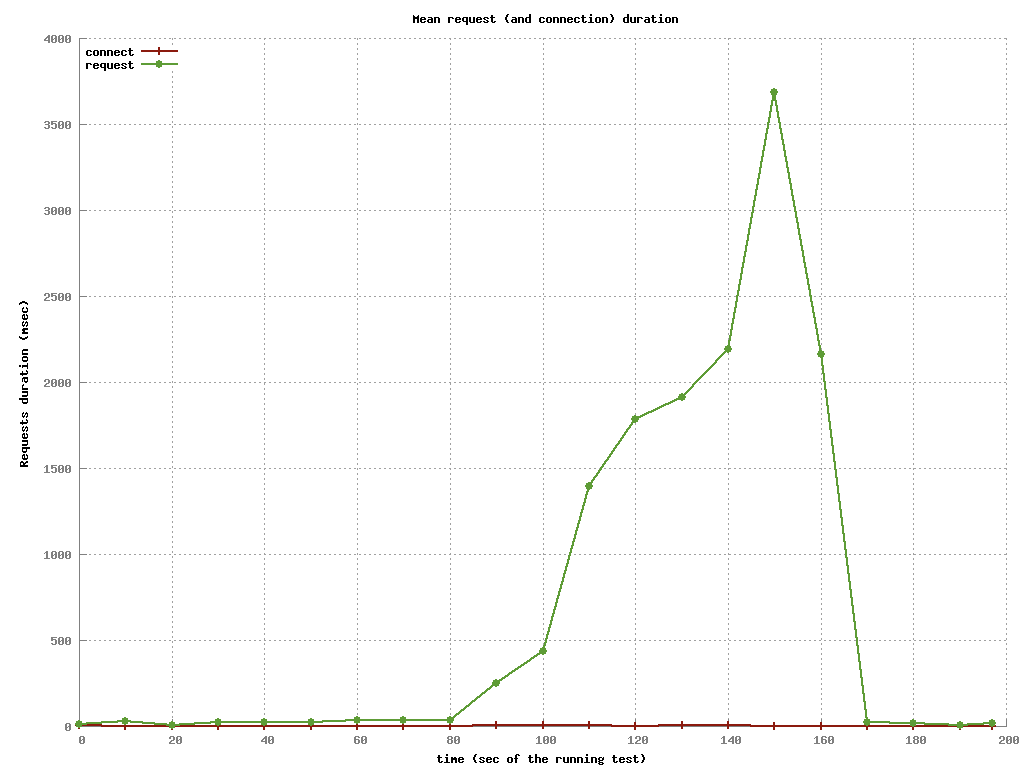 Mean request (and connection) duration
4000
connect
request
3500
3000
2500
2000
1500
1000
500
0
Requests duration (msec)
0 20 40 60 80 100 120 140 160 180 200
time (sec of the running test)